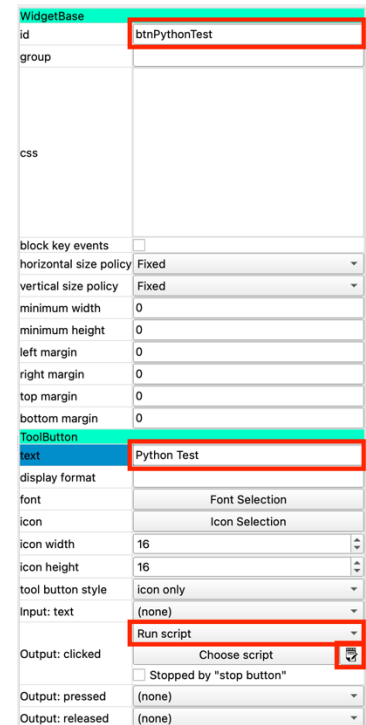 WidgetBase
id btnPythonTest
group
css
block key events
horizontal size policy Fixed
vertical size policy Fixed
minimum width 0
minimum height 0
left margin 0
right margin 0
top margin 0
bottom margin 0
ToolButton
text Python Test
display format
font Font Selection
icon Icon Selection
icon width 16
icon height 16
tool button style icon only
Input: text (none)
Run script
Output: clicked Choose script
Stopped by "stop button"
Output: pressed (none)
Output: released (none)